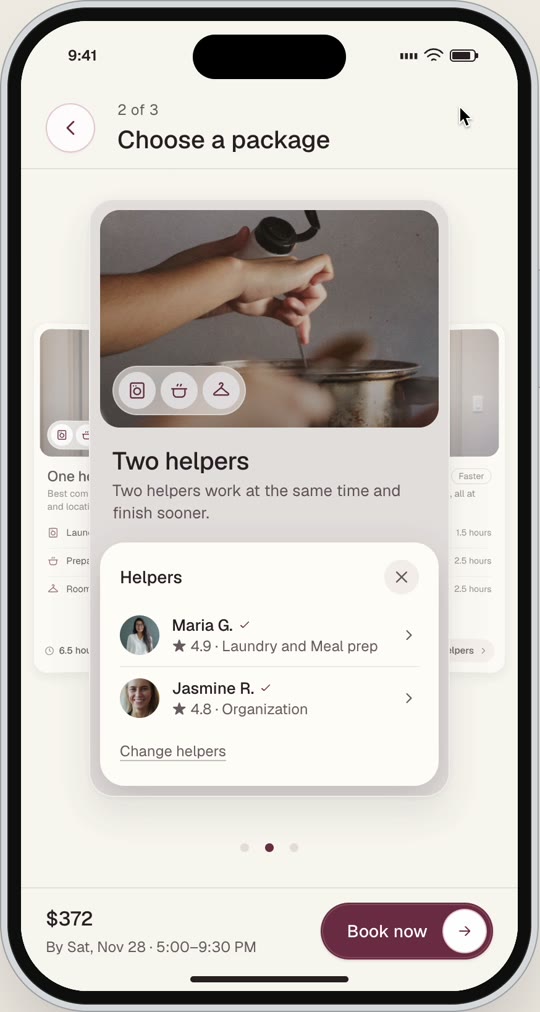 9:41
2 of 3
Choose a package
Two helpers
Two helpers work at the same time and
finish sooner.
Helpers
Maria G.
4.9 · Laundry and Meal prep
Jasmine R.
4.8 · Organization
Change helpers
One he
Best com
and locati
Laun
Prepa
Room
6.5 hou
Faster
, all at
1.5 hours
2.5 hours
2.5 hours
elpers
$372
By Sat, Nov 28 · 5:00–9:30 PM
Book now